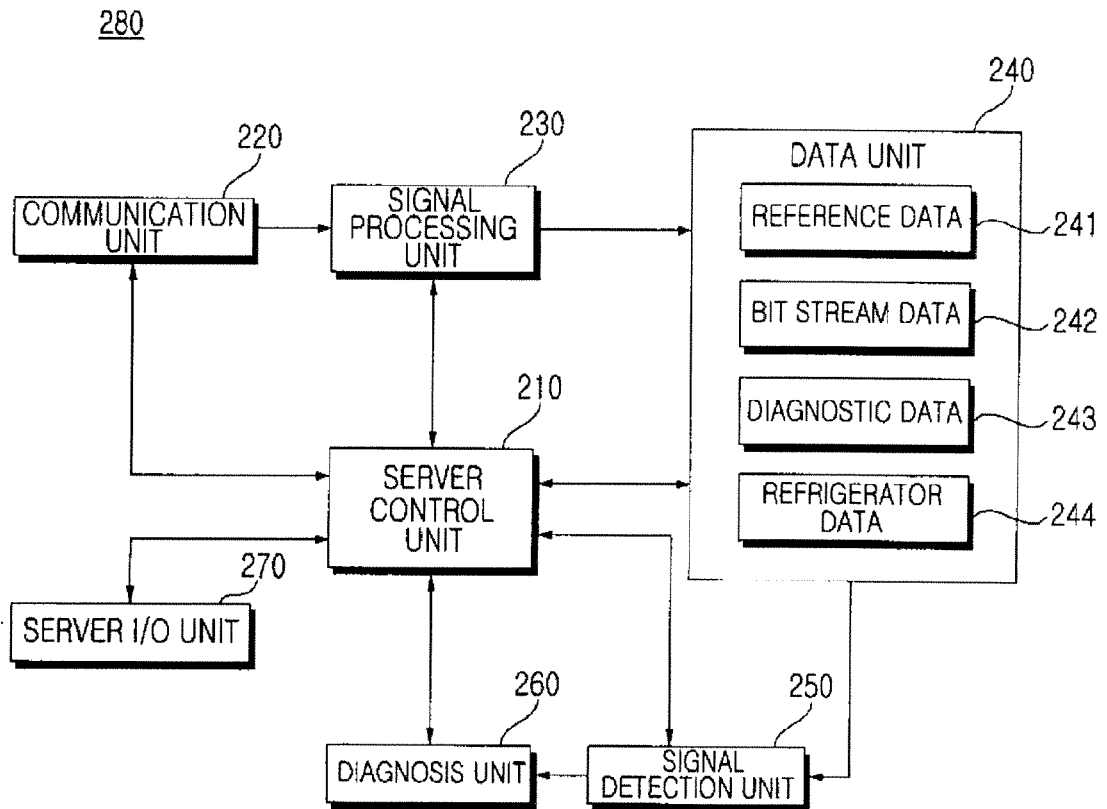 280
240
220
230
DATA UNIT
COMMUNICATION
UNIT
SIGNAL
PROCESSING
UNIT
REFERENCE DATA
241
BIT STREAM DATA
242
210
DIAGNOSTIC DATA
243
SERVER
CONTROL
UNIT
REFRIGERATOR
DATA
244
270
SERVER I/O UNIT
260
250
DIAGNOSIS UNIT
SIGNAL
DETECTION UNIT